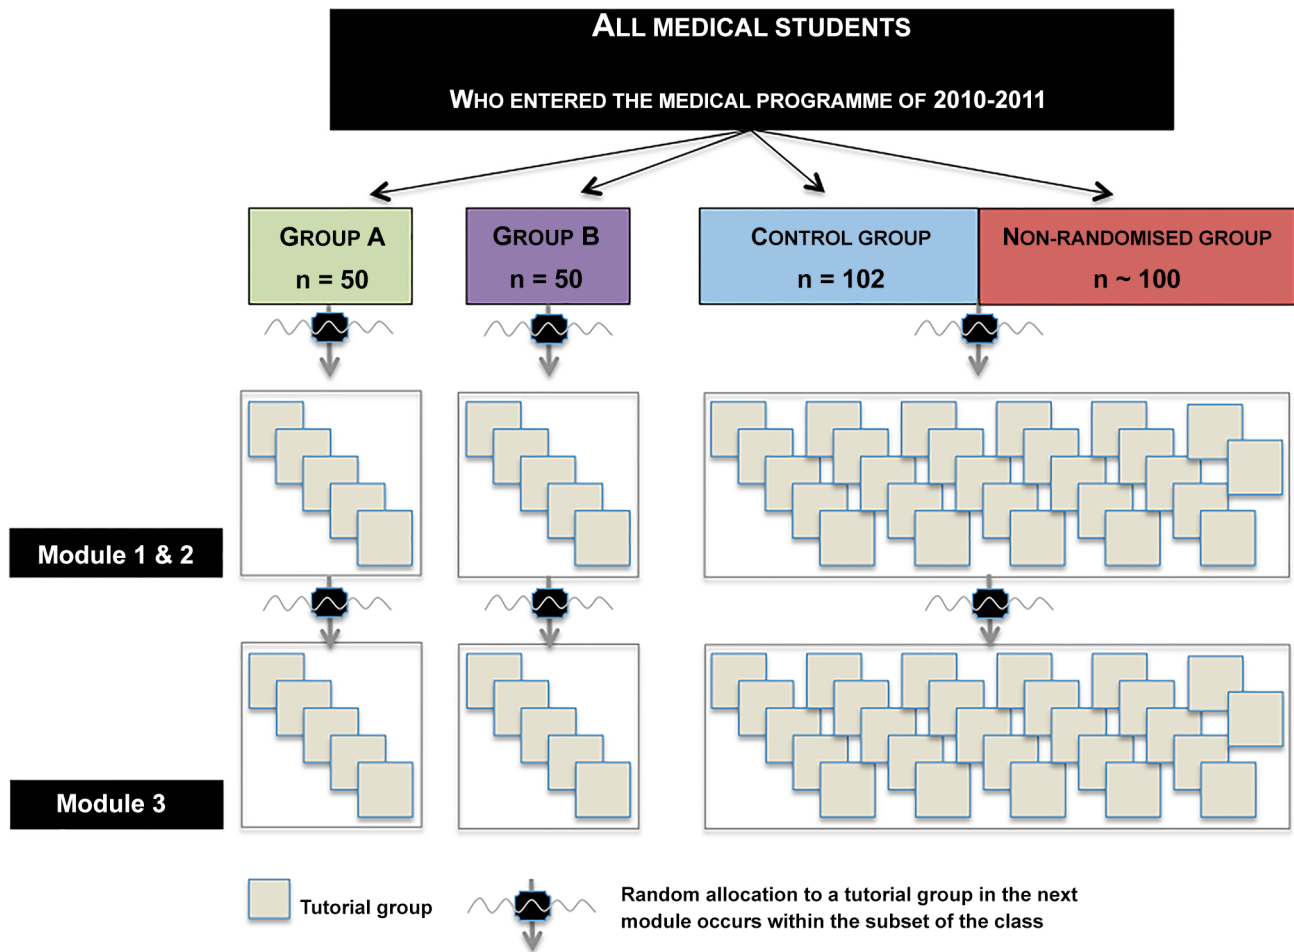 ALL MEDICAL STUDENTS
WHO ENTERED THE MEDICAL PROGRAMME OF 2010-2011
GROUP A
n = 50
GROUP B
n = 50
CONTROL GROUP
n = 102
NON-RANDOMISED GROUP
n ~ 100
Module 1 & 2
Module 3
Tutorial group
Random allocation to a tutorial group in the next
module occurs within the subset of the class